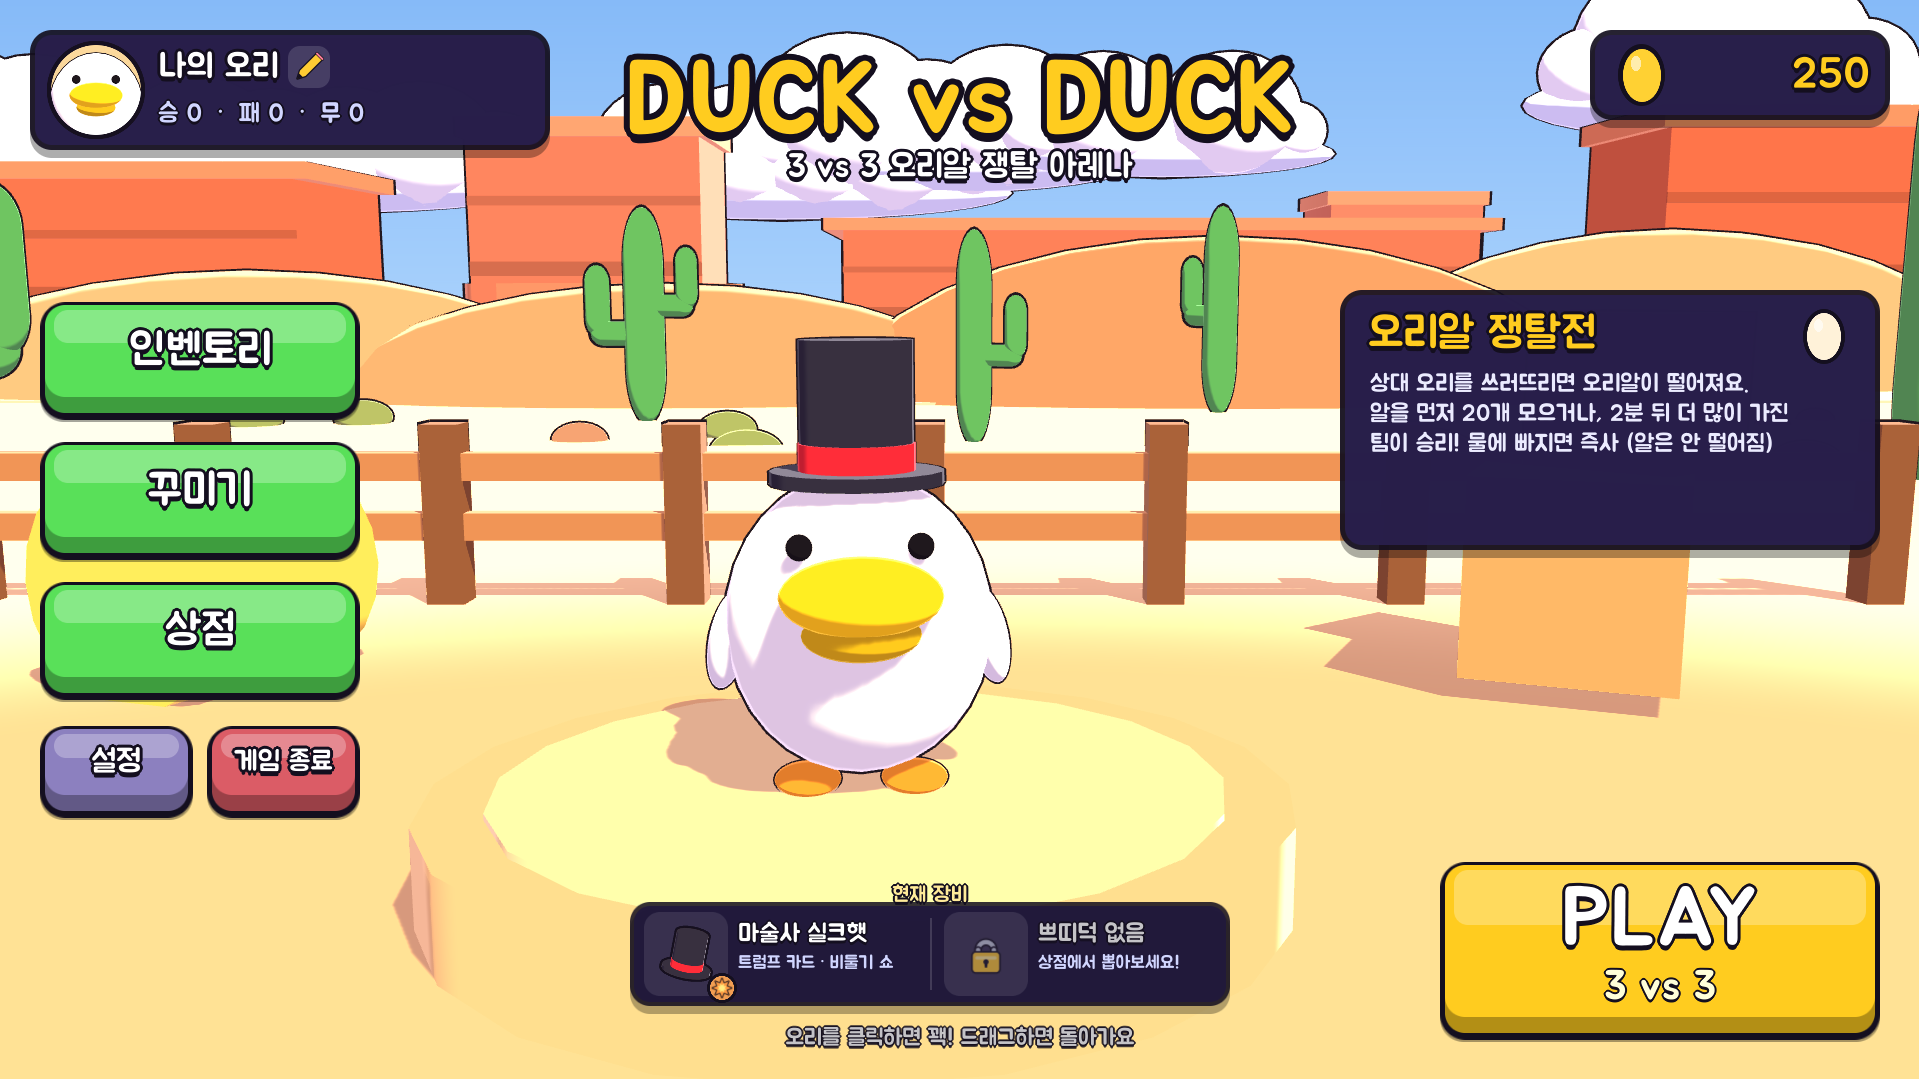 나의 오리
승 0 · 패 0 · 무 0
DUCK vs DUCK
3 vs 3 오리알 쟁탈 아레나
250
인벤토리
꾸미기
상점
설정
게임 종료
오리알 쟁탈전
상대 오리를 쓰러뜨리면 오리알이 떨어져요.
알을 먼저 20개 모으거나, 2분 뒤 더 많이 가진
팀이 승리! 물에 빠지면 즉사 (알은 안 떨어짐)
현재 장비
마술사 실크햇
트럼프 카드 · 비둘기 쇼
쁘띠덕 없음
상점에서 뽑아보세요!
오리를 클릭하면 꽥! 드래그하면 돌아가요
PLAY
3 vs 3